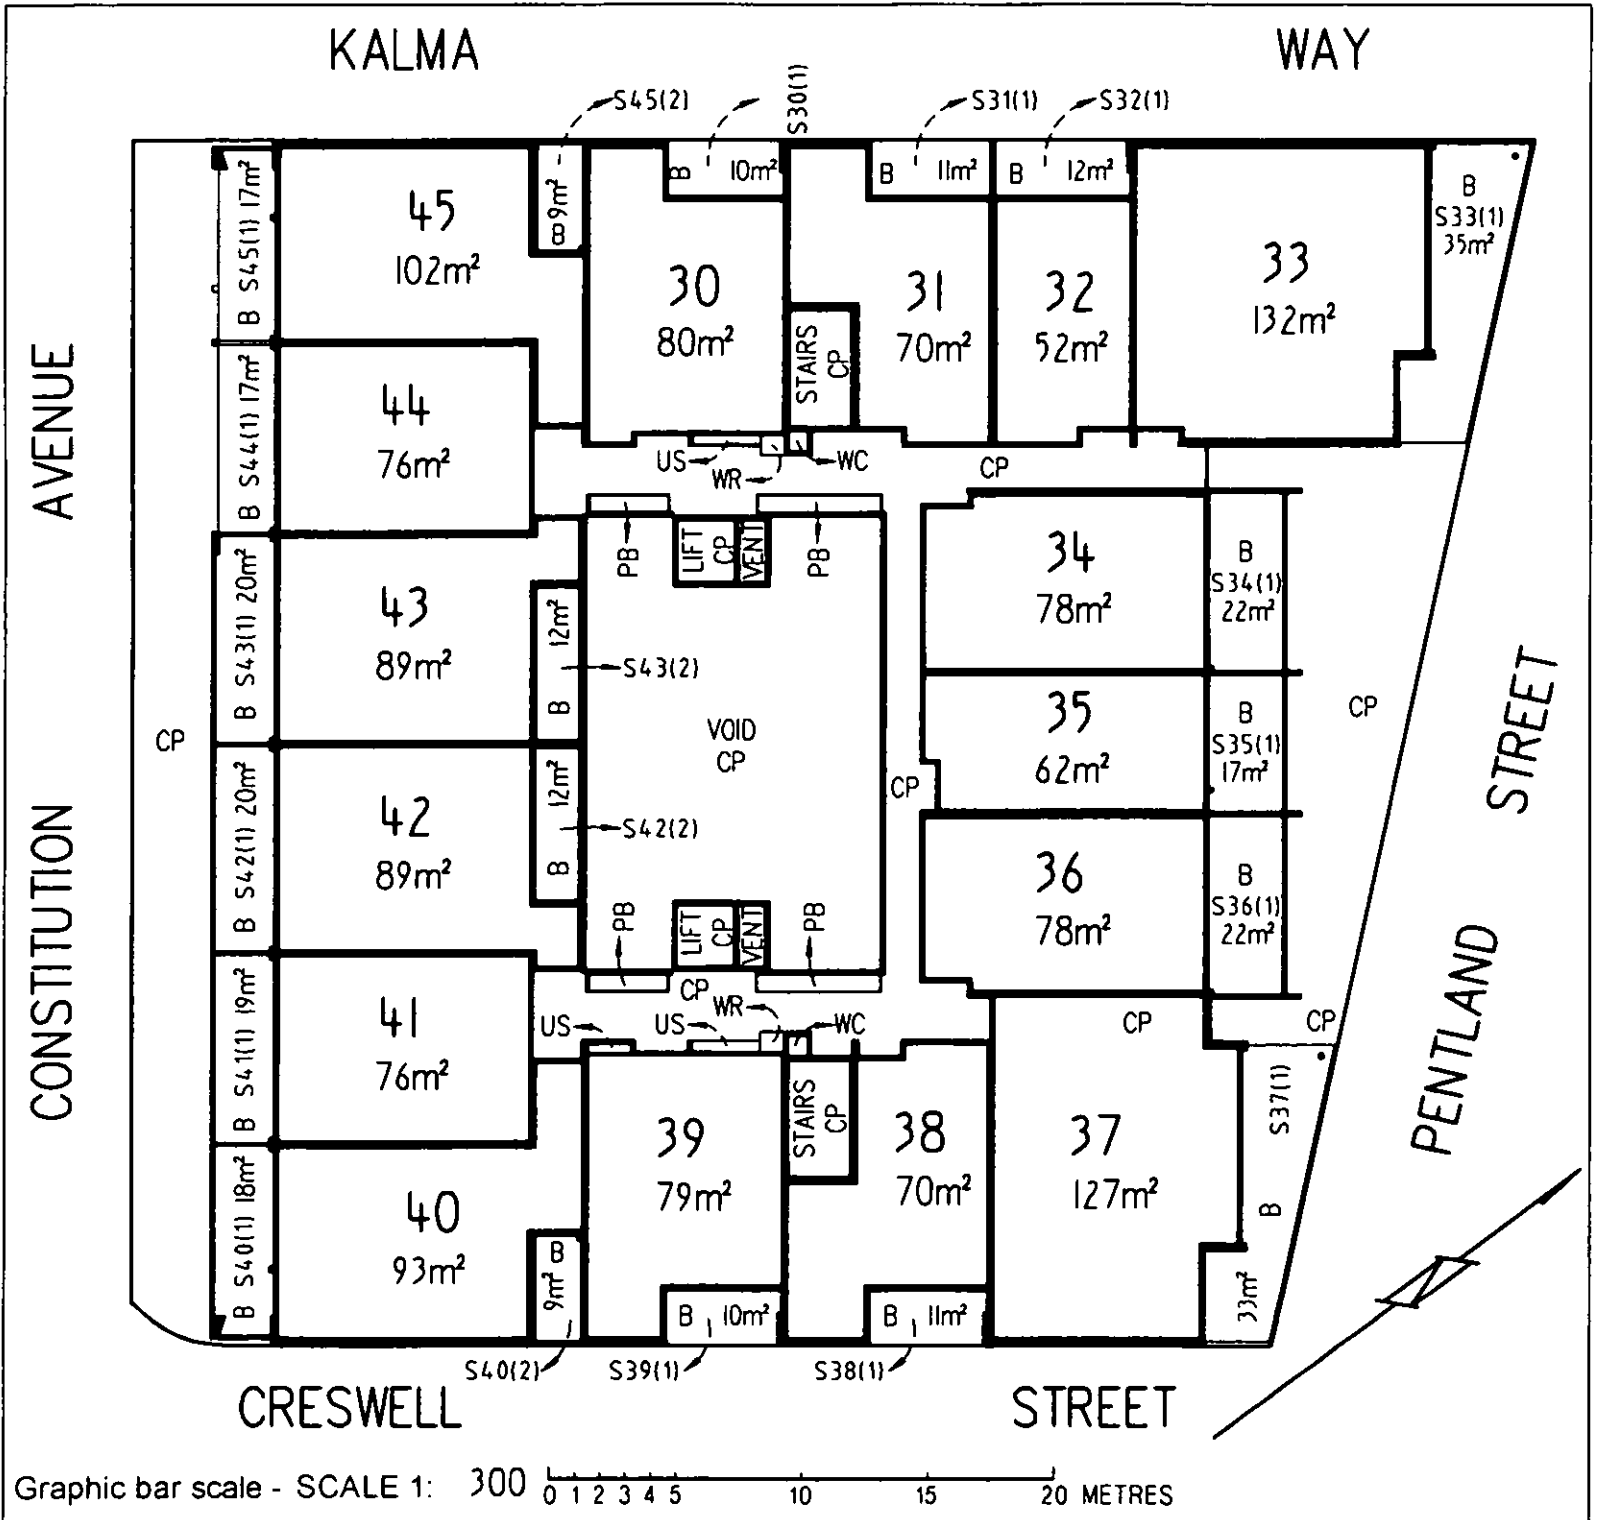 KALMA WAY
S45(2)
S30(1)
S31(1)
S32(1)
B S45(1) 17m²
45
102m²
B 9m²
B 10m²
30
80m²
B 11m²
31
70m²
B 12m²
32
52m²
33
132m²
B
S33(1)
35m²
STAIRS
CP
AVENUE
B S44(1) 17m²
44
76m²
US
WR
WC
CP
B S43(1) 20m²
43
89m²
B 12m²
S43(2)
PB
LIFT
CP
VENT
PB
34
78m²
B
S34(1)
22m²
CP
VOID
CP
35
62m²
B
S35(1)
17m²
CP
CP
STREET
CONSTITUTION
B S42(1) 20m²
42
89m²
B 12m²
S42(2)
PB
LIFT
CP
VENT
PB
36
78m²
B
S36(1)
22m²
PENTLAND
B S41(1) 19m²
41
76m²
CP
US
US
WR
WC
CP
CP
B S40(1) 18m²
40
93m²
B
9m²
39
79m²
B 10m²
STAIRS
CP
38
70m²
B 11m²
37
127m²
S37(1)
B
33m²
S40(2)
S39(1)
S38(1)
CRESWELL STREET
Graphic bar scale - SCALE 1: 300
0 1 2 3 4 5 10 15 20 METRES